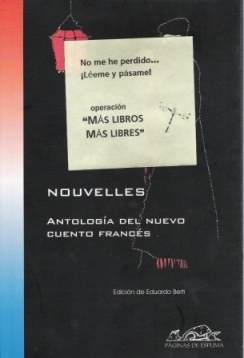 No me he perdido...
¡Léeme y pásame!
operación
"MÁS LIBROS
MÁS LIBRES"
NOUVELLES
ANTOLOGÍA DEL NUEVO
CUENTO FRANCÉS
Edición de Eduardo Berti
PÁGINAS DE ESPUMA